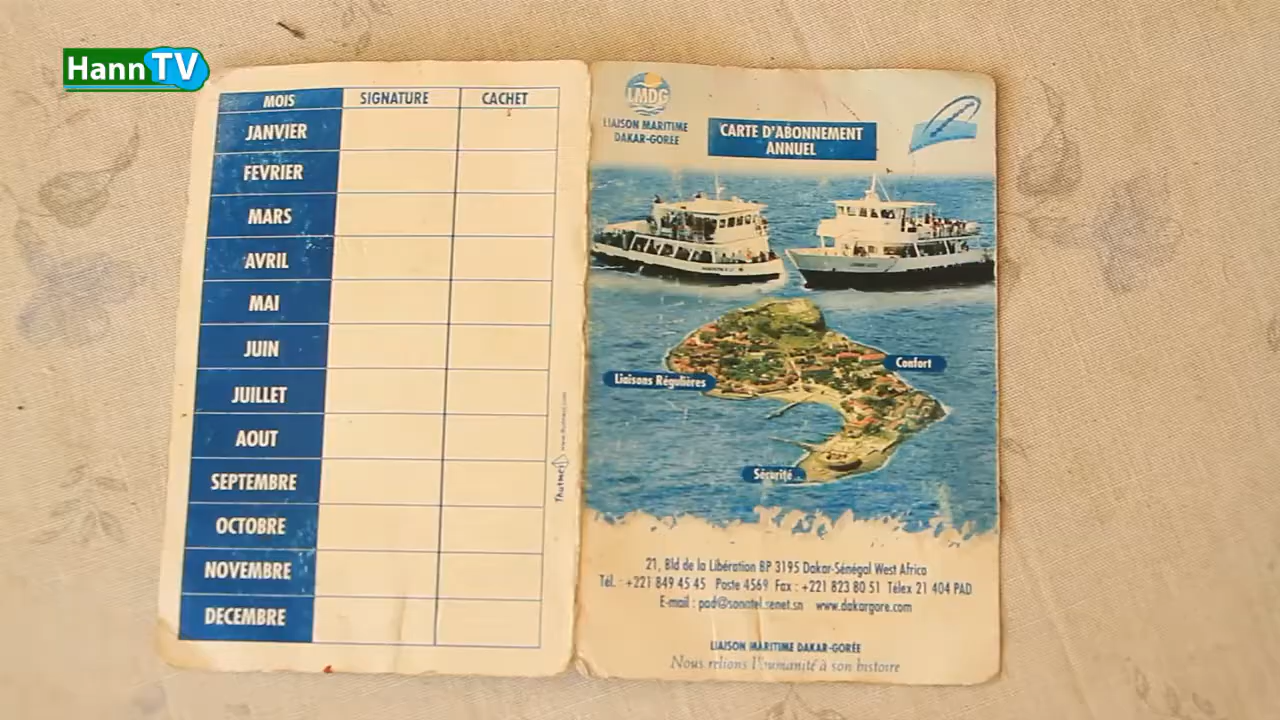 HannTV
MOIS SIGNATURE CACHET
JANVIER
FEVRIER
MARS
AVRIL
MAI
JUIN
JUILLET
AOUT
SEPTEMBRE
OCTOBRE
NOVEMBRE
DECEMBRE
LMDG
LIAISON MARITIME
DAKAR-GORÉE
CARTE D'ABONNEMENT
ANNUEL
Confort
Liaisons Régulières
Sécurité
21, Bld de la Libération BP 3195 Dakar-Sénégal West Africa
Tél. : +221 849 45 45 Poste 4569 Fax : +221 823 80 51 Télex 21 404 PAD
E-mail : pad@sonatel.senet.sn www.dakargore.com
LIAISON MARITIME DAKAR-GORÉE
Nous relions l'humanité à son histoire